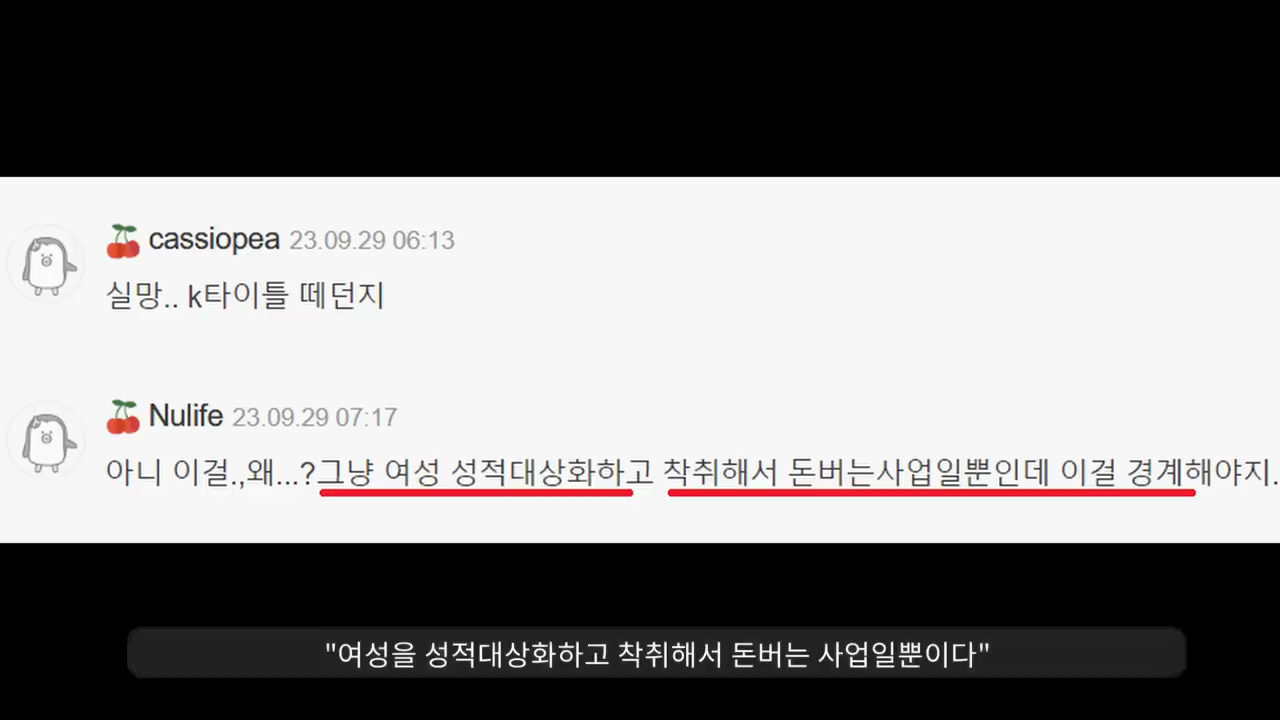 cassiopea 23.09.29 06:13
실망.. k타이틀 떼던지
Nulife 23.09.29 07:17
아니 이걸.,왜...?그냥 여성 성적대상화하고 착취해서 돈버는사업일뿐인데 이걸 경계해야지.
"여성을 성적대상화하고 착취해서 돈버는 사업일뿐이다"